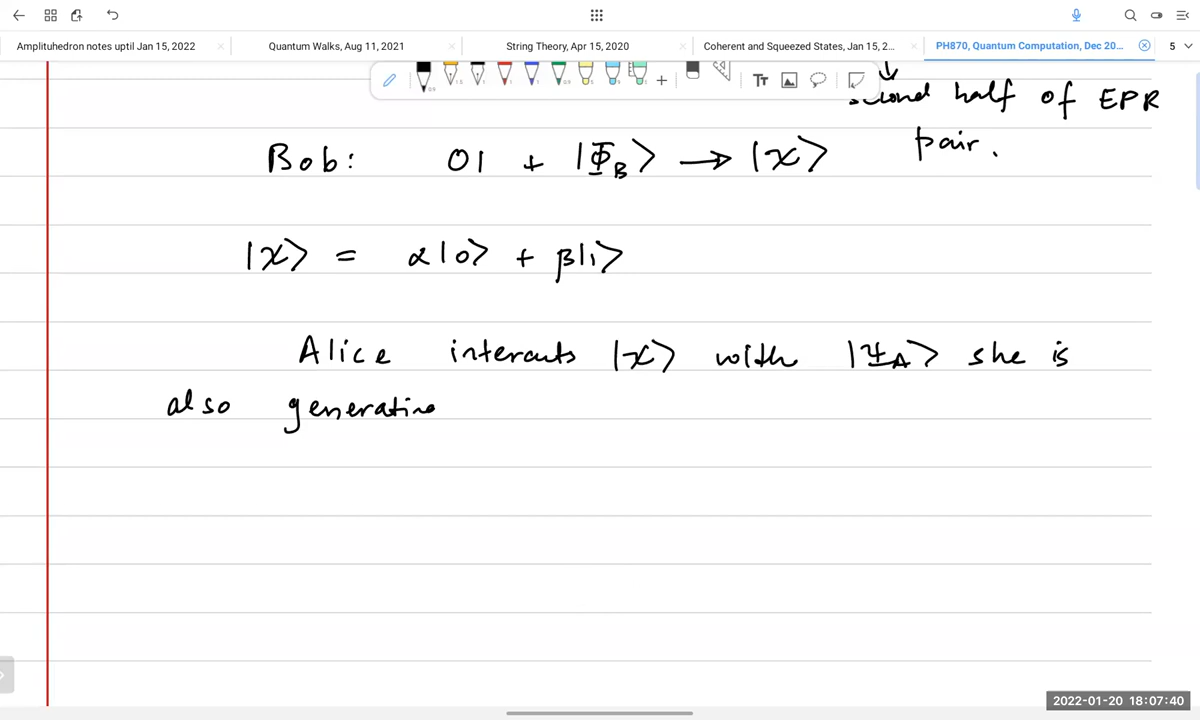 Amplituhedron notes uptil Jan 15, 2022 Quantum Walks, Aug 11, 2021 String Theory, Apr 15, 2020 Coherent and Squeezed States, Jan 15, 2... PH870, Quantum Computation, Dec 20... 5
Tt
second half of EPR
pair.
Bob: 01 + |Φ_B⟩ → |χ⟩
|χ⟩ = α|0⟩ + β|1⟩
Alice interacts |χ⟩ with |Ψ_A⟩ she is
also generating
2022-01-20 18:07:40